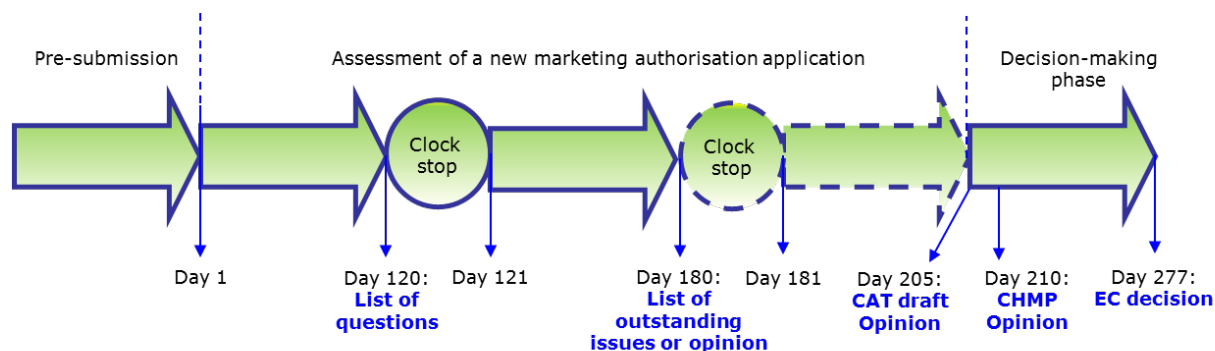 Pre-submission
Assessment of a new marketing authorisation application
Decision-making
phase
Clock
stop
Clock
stop
Day 1
Day 120:
List of
questions
Day 121
Day 180:
List of
outstanding
issues or opinion
Day 181
Day 205:
CAT draft
Opinion
Day 210:
CHMP
Opinion
Day 277:
EC decision